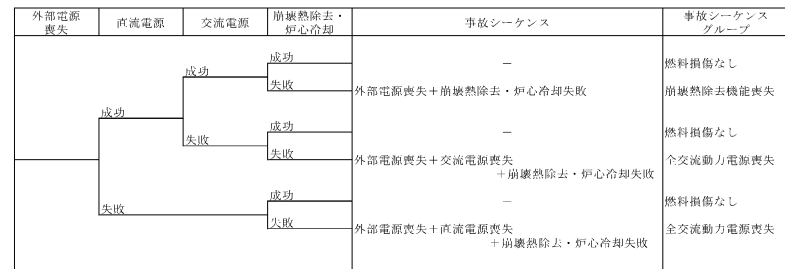 外部電源
喪失
直流電源
交流電源
崩壊熱除去・
炉心冷却
事故シーケンス
事故シーケンス
グループ
成功
－
燃料損傷なし
成功
失敗
外部電源喪失＋崩壊熱除去・炉心冷却失敗
崩壊熱除去機能喪失
成功
成功
－
燃料損傷なし
失敗
失敗
外部電源喪失＋交流電源喪失
＋崩壊熱除去・炉心冷却失敗
全交流動力電源喪失
成功
－
燃料損傷なし
失敗
失敗
外部電源喪失＋直流電源喪失
＋崩壊熱除去・炉心冷却失敗
全交流動力電源喪失